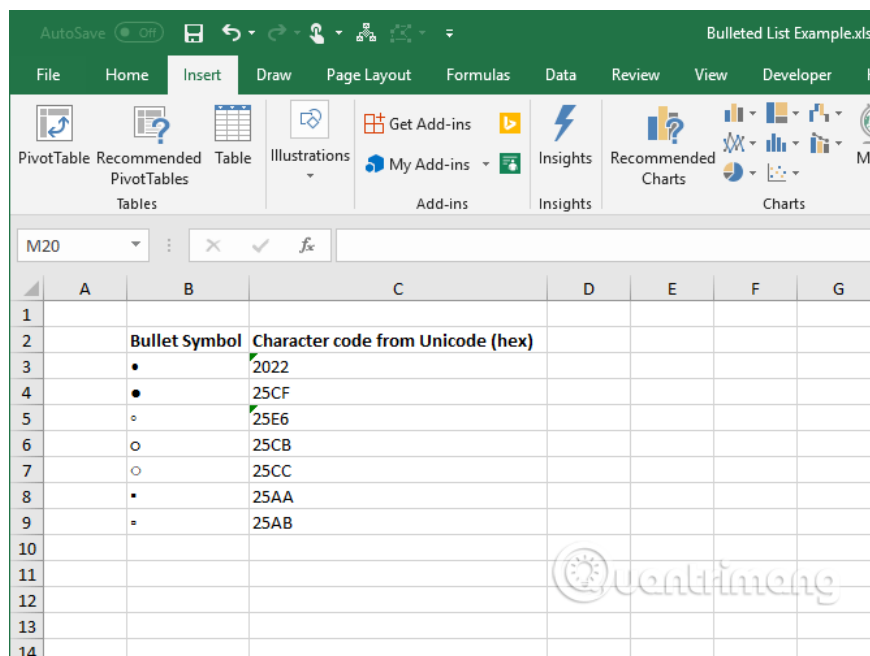 AutoSave Off Bulleted List Example.xls
File Home Insert Draw Page Layout Formulas Data Review View Developer
PivotTable Recommended PivotTables Table Illustrations Get Add-ins My Add-ins Insights Recommended Charts
Tables Add-ins Insights Charts
M20 fx
A B C D E F G
1
2 Bullet Symbol Character code from Unicode (hex)
3 • 2022
4 ● 25CF
5 ◦ 25E6
6 ○ 25CB
7 ◌ 25CC
8 ▪ 25AA
9 ▫ 25AB
10
11 Quantrimang
12
13
14